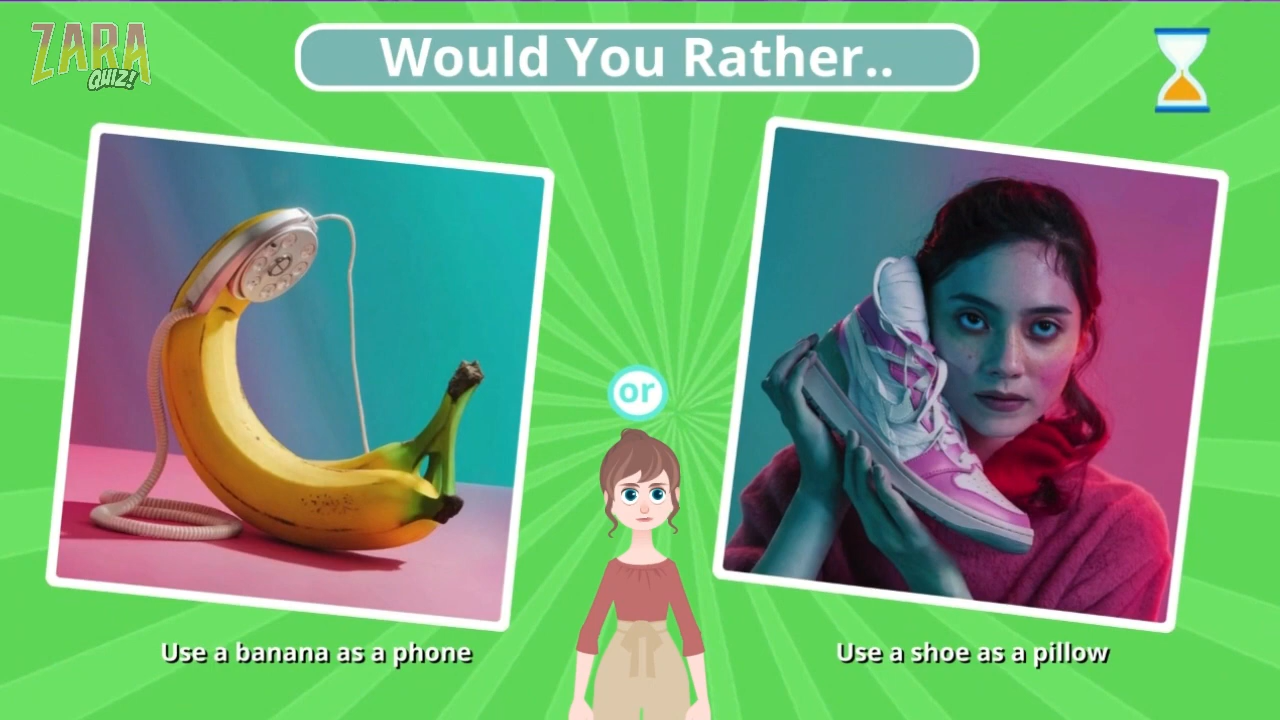 ZARA
QUIZ!
Would You Rather..
or
Use a banana as a phone
Use a shoe as a pillow